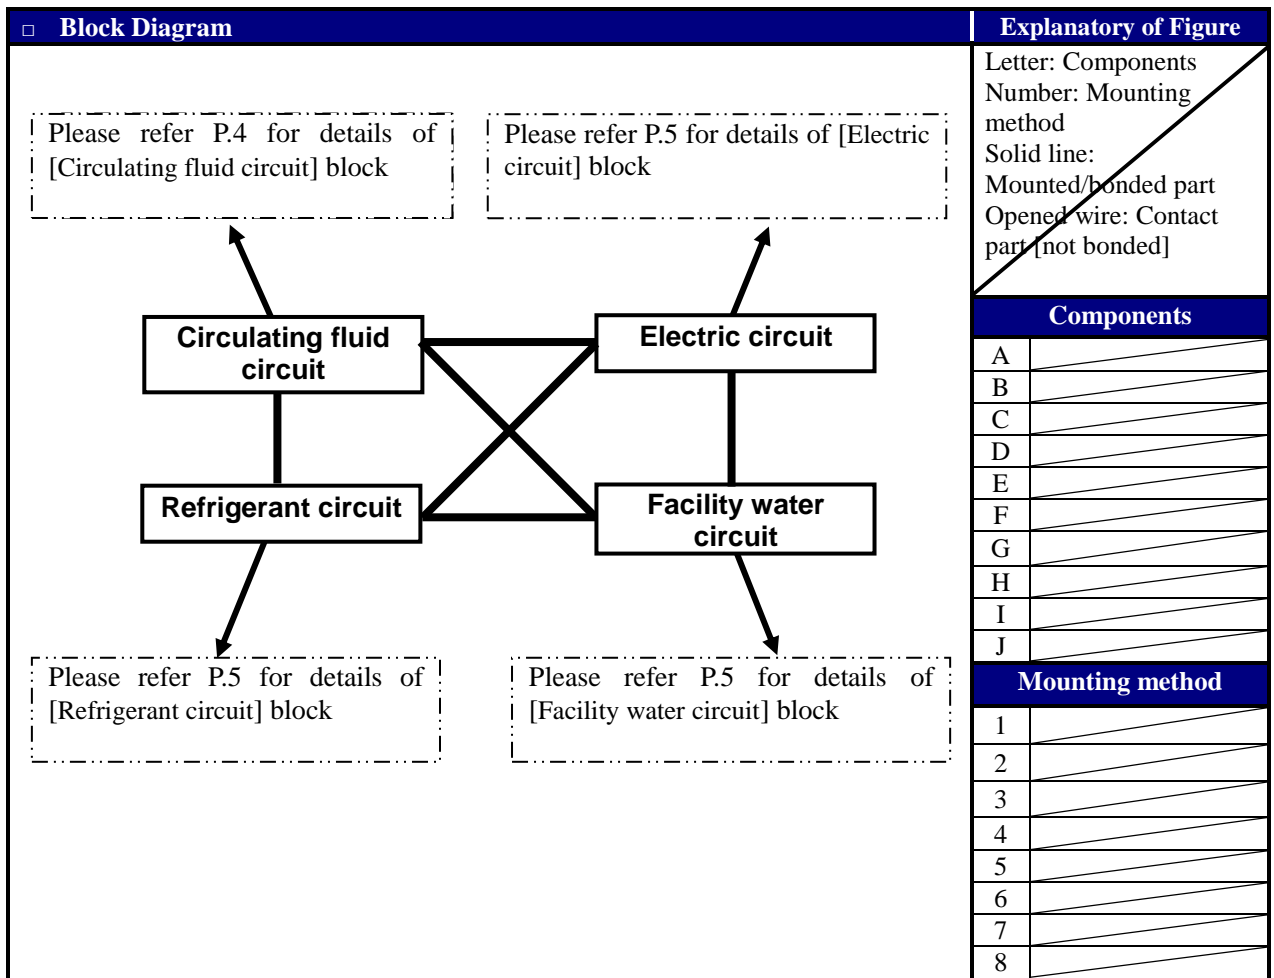 □ Block Diagram
Explanatory of Figure
Please refer P.4 for details of
[Circulating fluid circuit] block
Please refer P.5 for details of [Electric
circuit] block
Circulating fluid
circuit
Electric circuit
Refrigerant circuit
Facility water
circuit
Please refer P.5 for details of
[Refrigerant circuit] block
Please refer P.5 for details of
[Facility water circuit] block
Letter: Components
Number: Mounting
method
Solid line:
Mounted/bonded part
Opened wire: Contact
part [not bonded]
Components
A
B
C
D
E
F
G
H
I
J
Mounting method
1
2
3
4
5
6
7
8